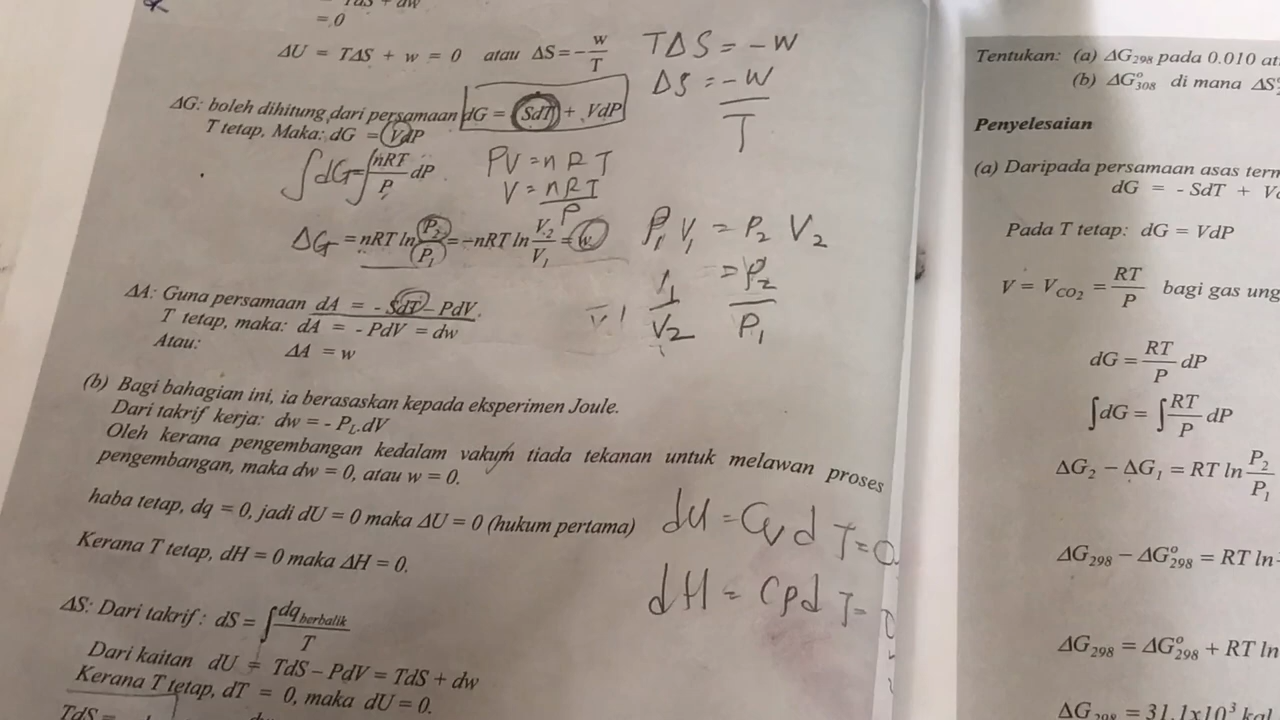 = 0
ΔU = TΔS + w = 0 atau ΔS = -w/T
TΔS = -W
ΔS = -W/T
ΔG: boleh dihitung dari persamaan dG = SdT + VdP
T tetap, Maka: dG = VdP
∫dG = ∫nRT/P dP
PV = nRT
V = nRT/P
ΔG = nRT ln P₂/P₁ = -nRT ln V₂/V₁ = w
P₁V₁ = P₂V₂
V₁/V₂ = P₂/P₁
ΔA: Guna persamaan dA = - SdT - PdV.
T tetap, maka: dA = - PdV = dw
Atau: ΔA = w
(b) Bagi bahagian ini, ia berasaskan kepada eksperimen Joule.
Dari takrif kerja: dw = - P_L.dV
Oleh kerana pengembangan kedalam vakum tiada tekanan untuk melawan proses
pengembangan, maka dw = 0, atau w = 0.
haba tetap, dq = 0, jadi dU = 0 maka ΔU = 0 (hukum pertama)
dU = CvdT = 0
Kerana T tetap, dH = 0 maka ΔH = 0.
dH = CpdT = 0
ΔS: Dari takrif : dS = ∫dq berbalik/T
Dari kaitan dU = TdS - PdV = TdS + dw
Kerana T tetap, dT = 0, maka dU = 0.
TdS =
Tentukan: (a) ΔG₂₉₈ pada 0.010
(b) ΔG°₃₀₈ di mana
Penyelesaian
(a) Daripada persamaan asas
dG = - SdT +
Pada T tetap: dG = VdP
V = V_CO₂ = RT/P bagi gas
dG = RT/P dP
∫dG = ∫RT/P dP
ΔG₂ - ΔG₁ = RT ln P₂/P₁
ΔG₂₉₈ - ΔG°₂₉₈ = RT ln
ΔG₂₉₈ = ΔG°₂₉₈ + RT ln
ΔG₂₉₈ = 31.1x10³ kal